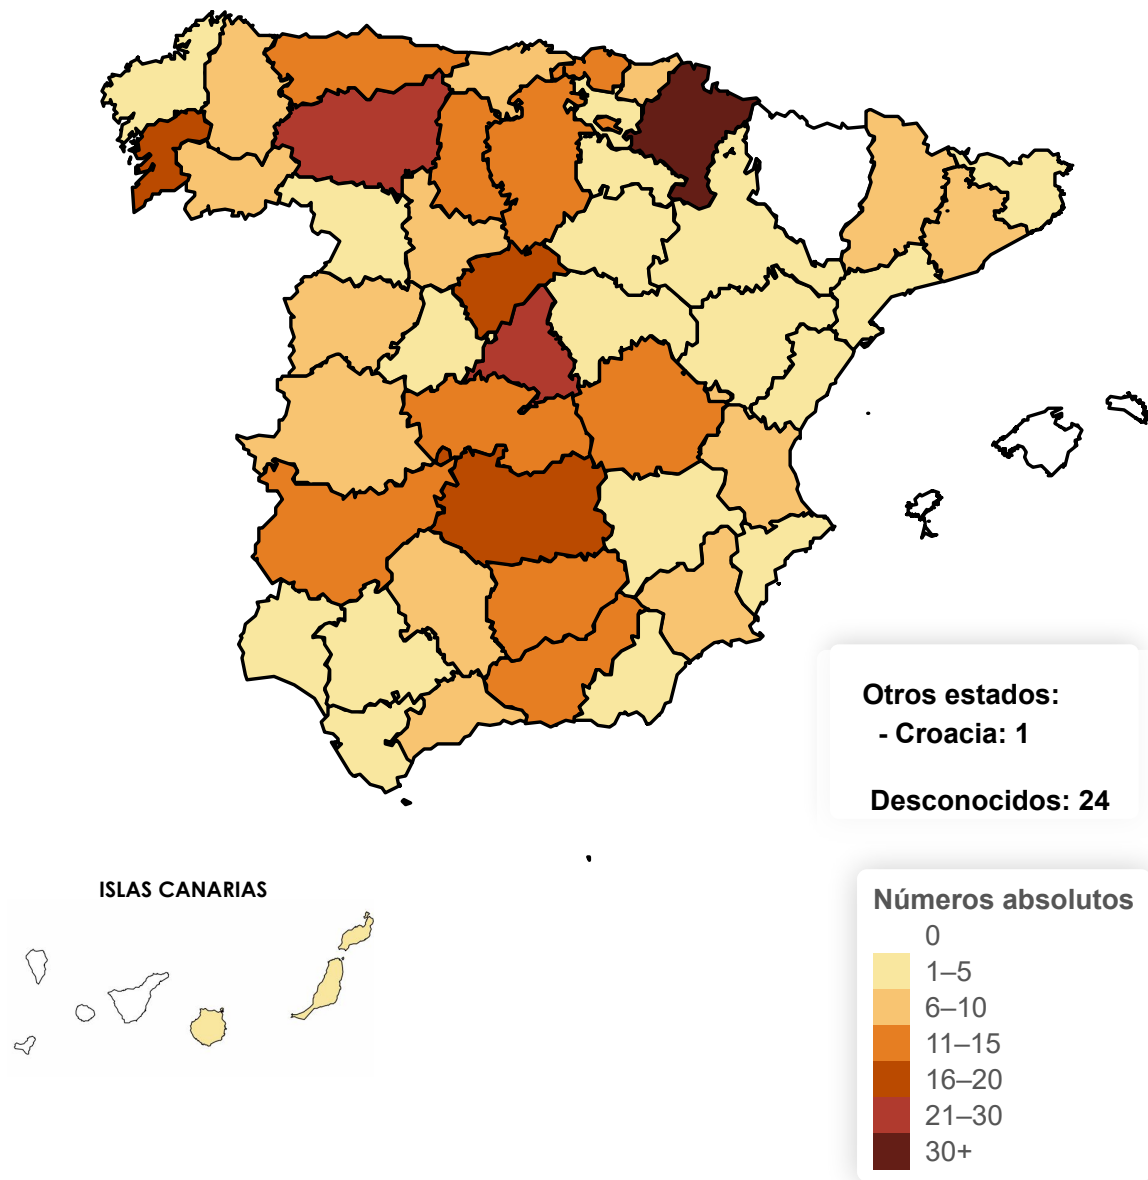 Otros estados:
- Croacia: 1
Desconocidos: 24
ISLAS CANARIAS
Números absolutos
0
1–5
6–10
11–15
16–20
21–30
30+